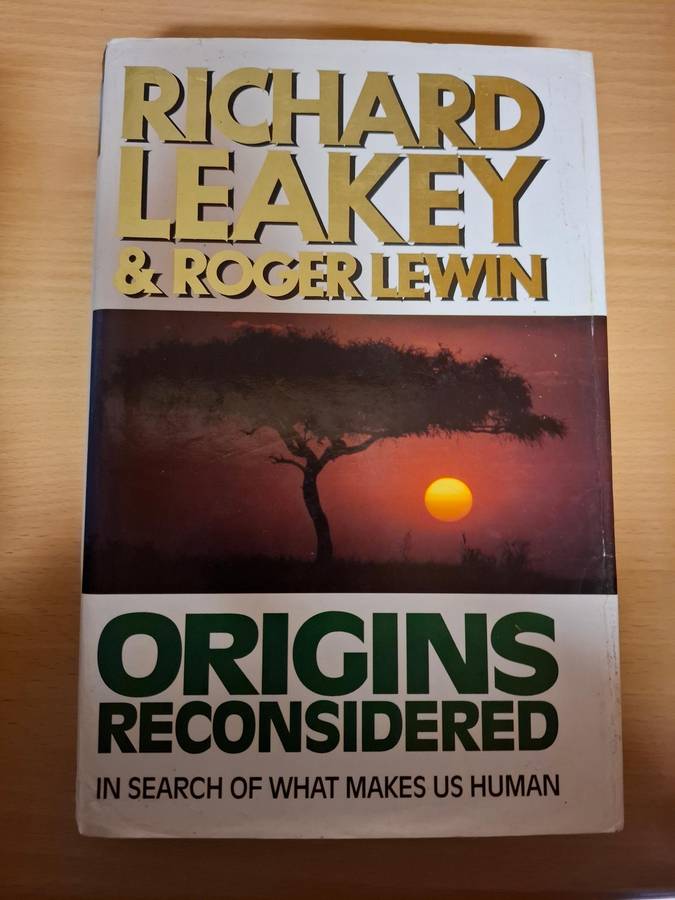 RICHARD
LEAKEY
& ROGER LEWIN
ORIGINS
RECONSIDERED
IN SEARCH OF WHAT MAKES US HUMAN